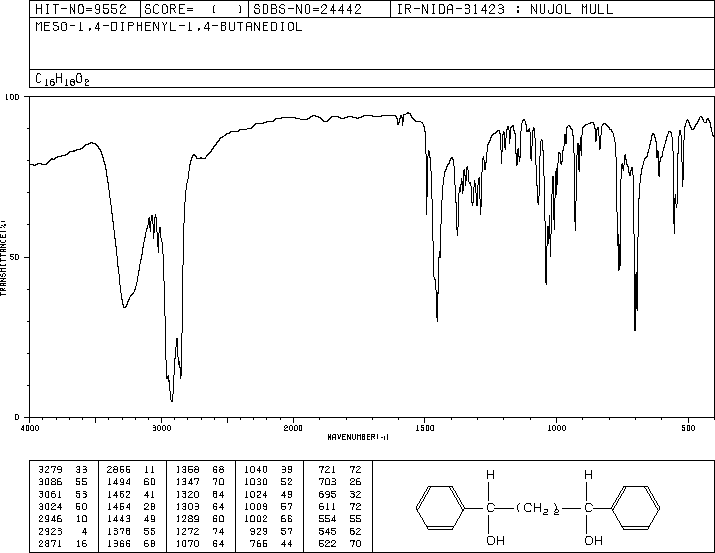 HIT-NO=9552 SCORE= ( ) SDBS-NO=24442 IR-NIDA-31423 : NUJOL MULL
MESO-1,4-DIPHENYL-1,4-BUTANEDIOL
C16H18O2
100
50
0
TRANSMITTANCE(%)
4000 3000 2000 1500 1000 500
WAVENUMBER(-1)
3279 33 2866 11 1368 68 1040 39 721 72
3086 55 1494 60 1347 70 1030 52 703 26
3061 53 1462 41 1320 64 1024 49 695 32
3024 60 1454 28 1303 64 1009 57 611 72
2946 10 1443 49 1289 60 1002 66 554 55
2923 4 1378 55 1272 74 929 57 545 62
2871 16 1366 68 1070 64 766 44 522 70
H H
C (CH2)2 C
OH OH